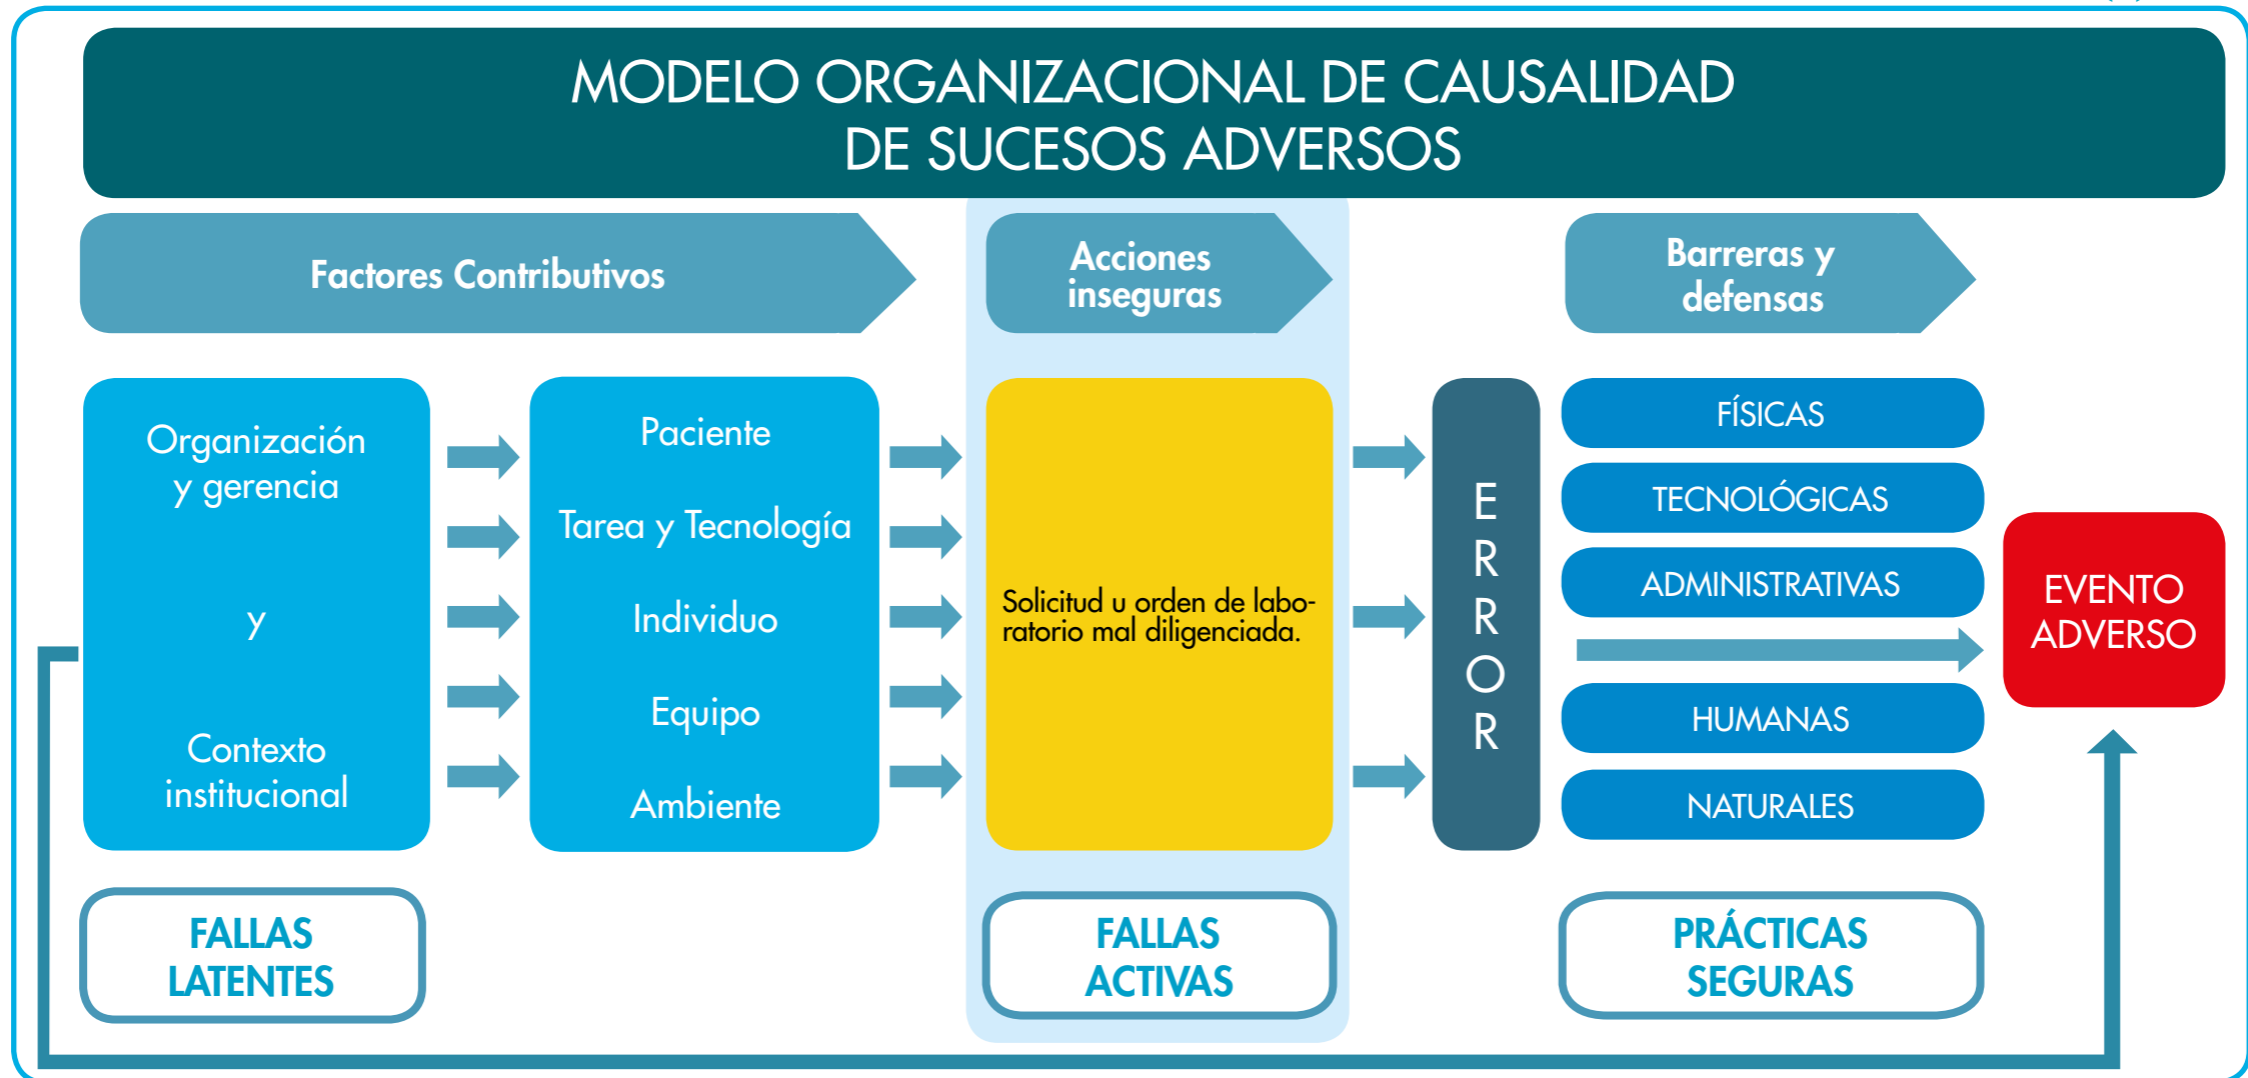 MODELO ORGANIZACIONAL DE CAUSALIDAD
DE SUCESOS ADVERSOS
Factores Contributivos
Acciones
inseguras
Barreras y
defensas
Organización
y gerencia
y
Contexto
institucional
Paciente
Tarea y Tecnología
Individuo
Equipo
Ambiente
Solicitud u orden de labo-
ratorio mal diligenciada.
E
R
R
O
R
FÍSICAS
TECNOLÓGICAS
ADMINISTRATIVAS
HUMANAS
NATURALES
EVENTO
ADVERSO
FALLAS
LATENTES
FALLAS
ACTIVAS
PRÁCTICAS
SEGURAS